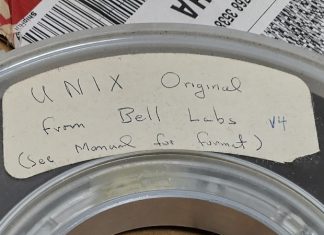 UNIX Original
From Bell Labs V4
(See Manual for format)